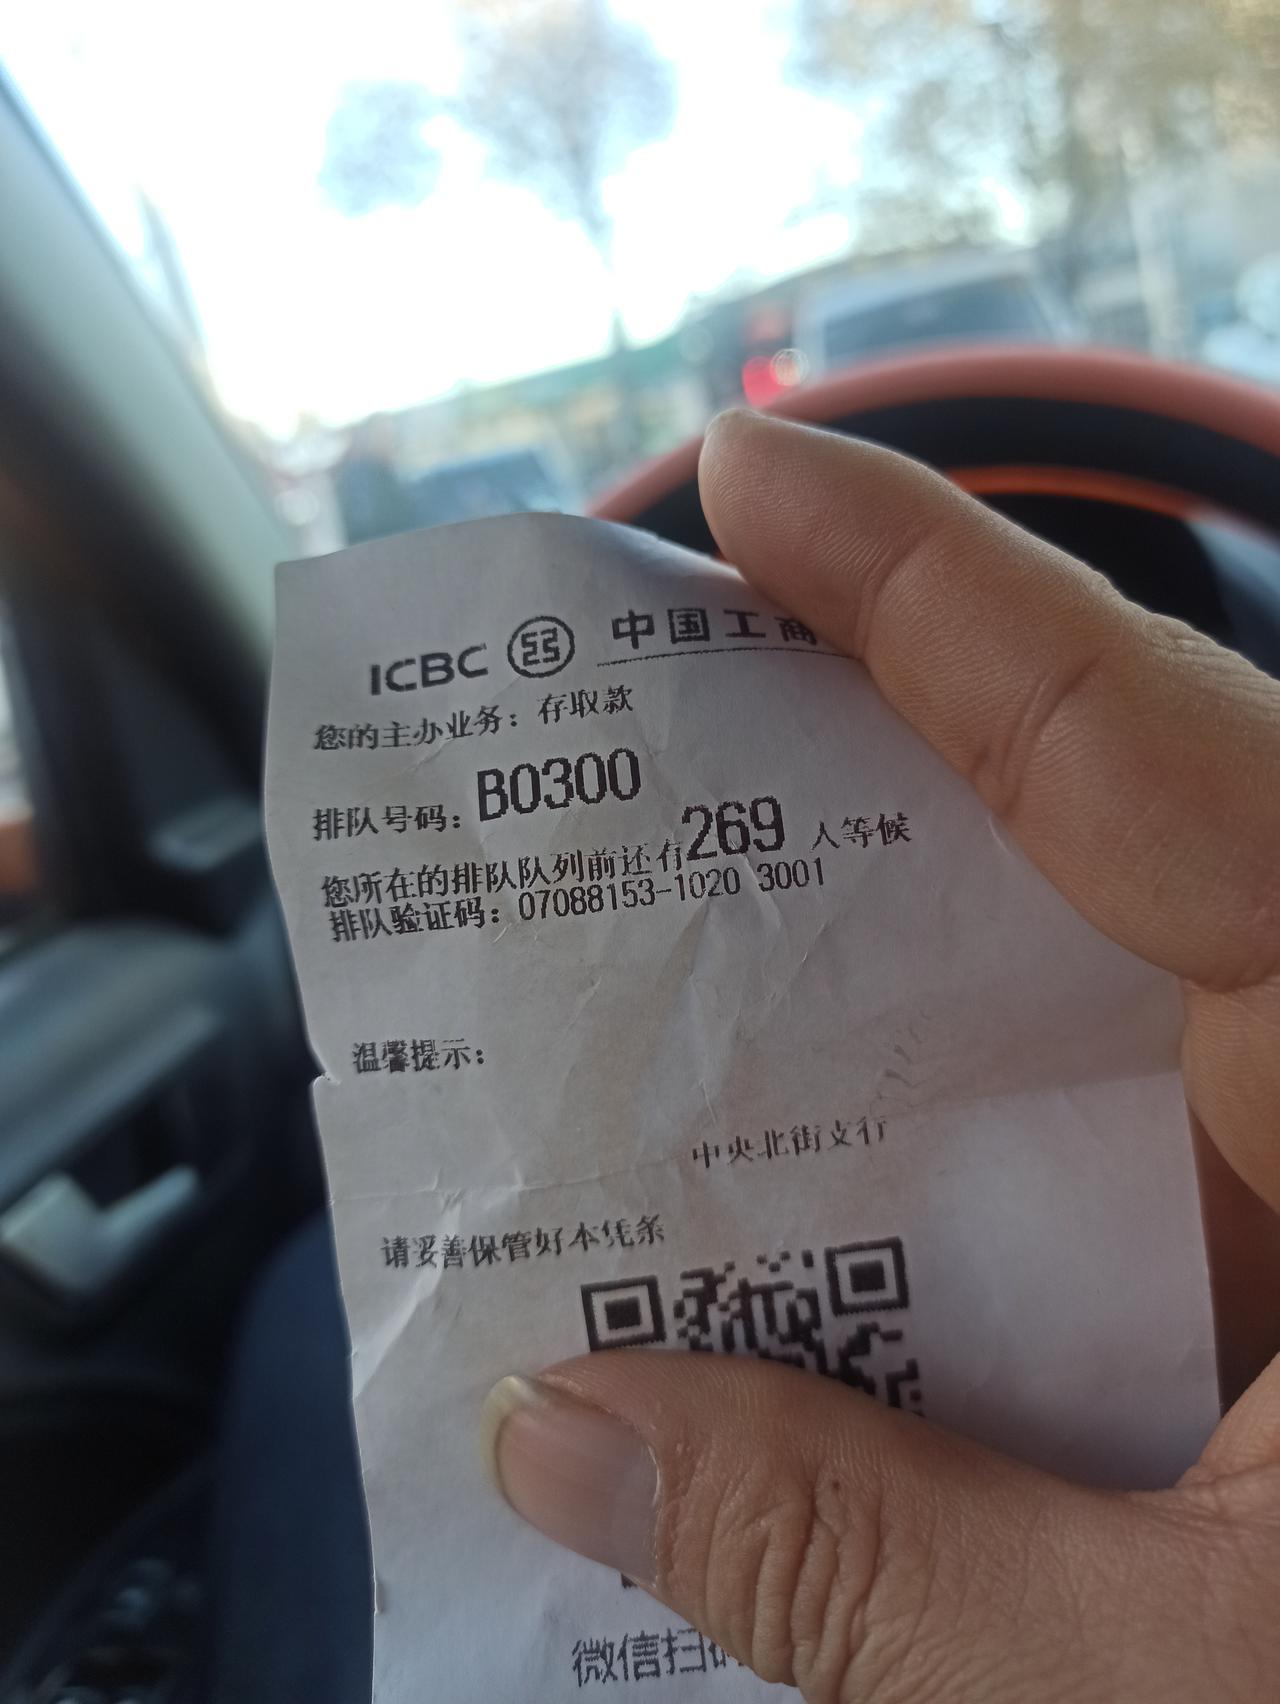 ICBC 中国工商
您的主办业务：存取款
排队号码：B0300
您所在的排队队列前还有269人等候
排队验证码：07088153-1020 3001
温馨提示：
中央北街支行
请妥善保管好本凭条
微信扫